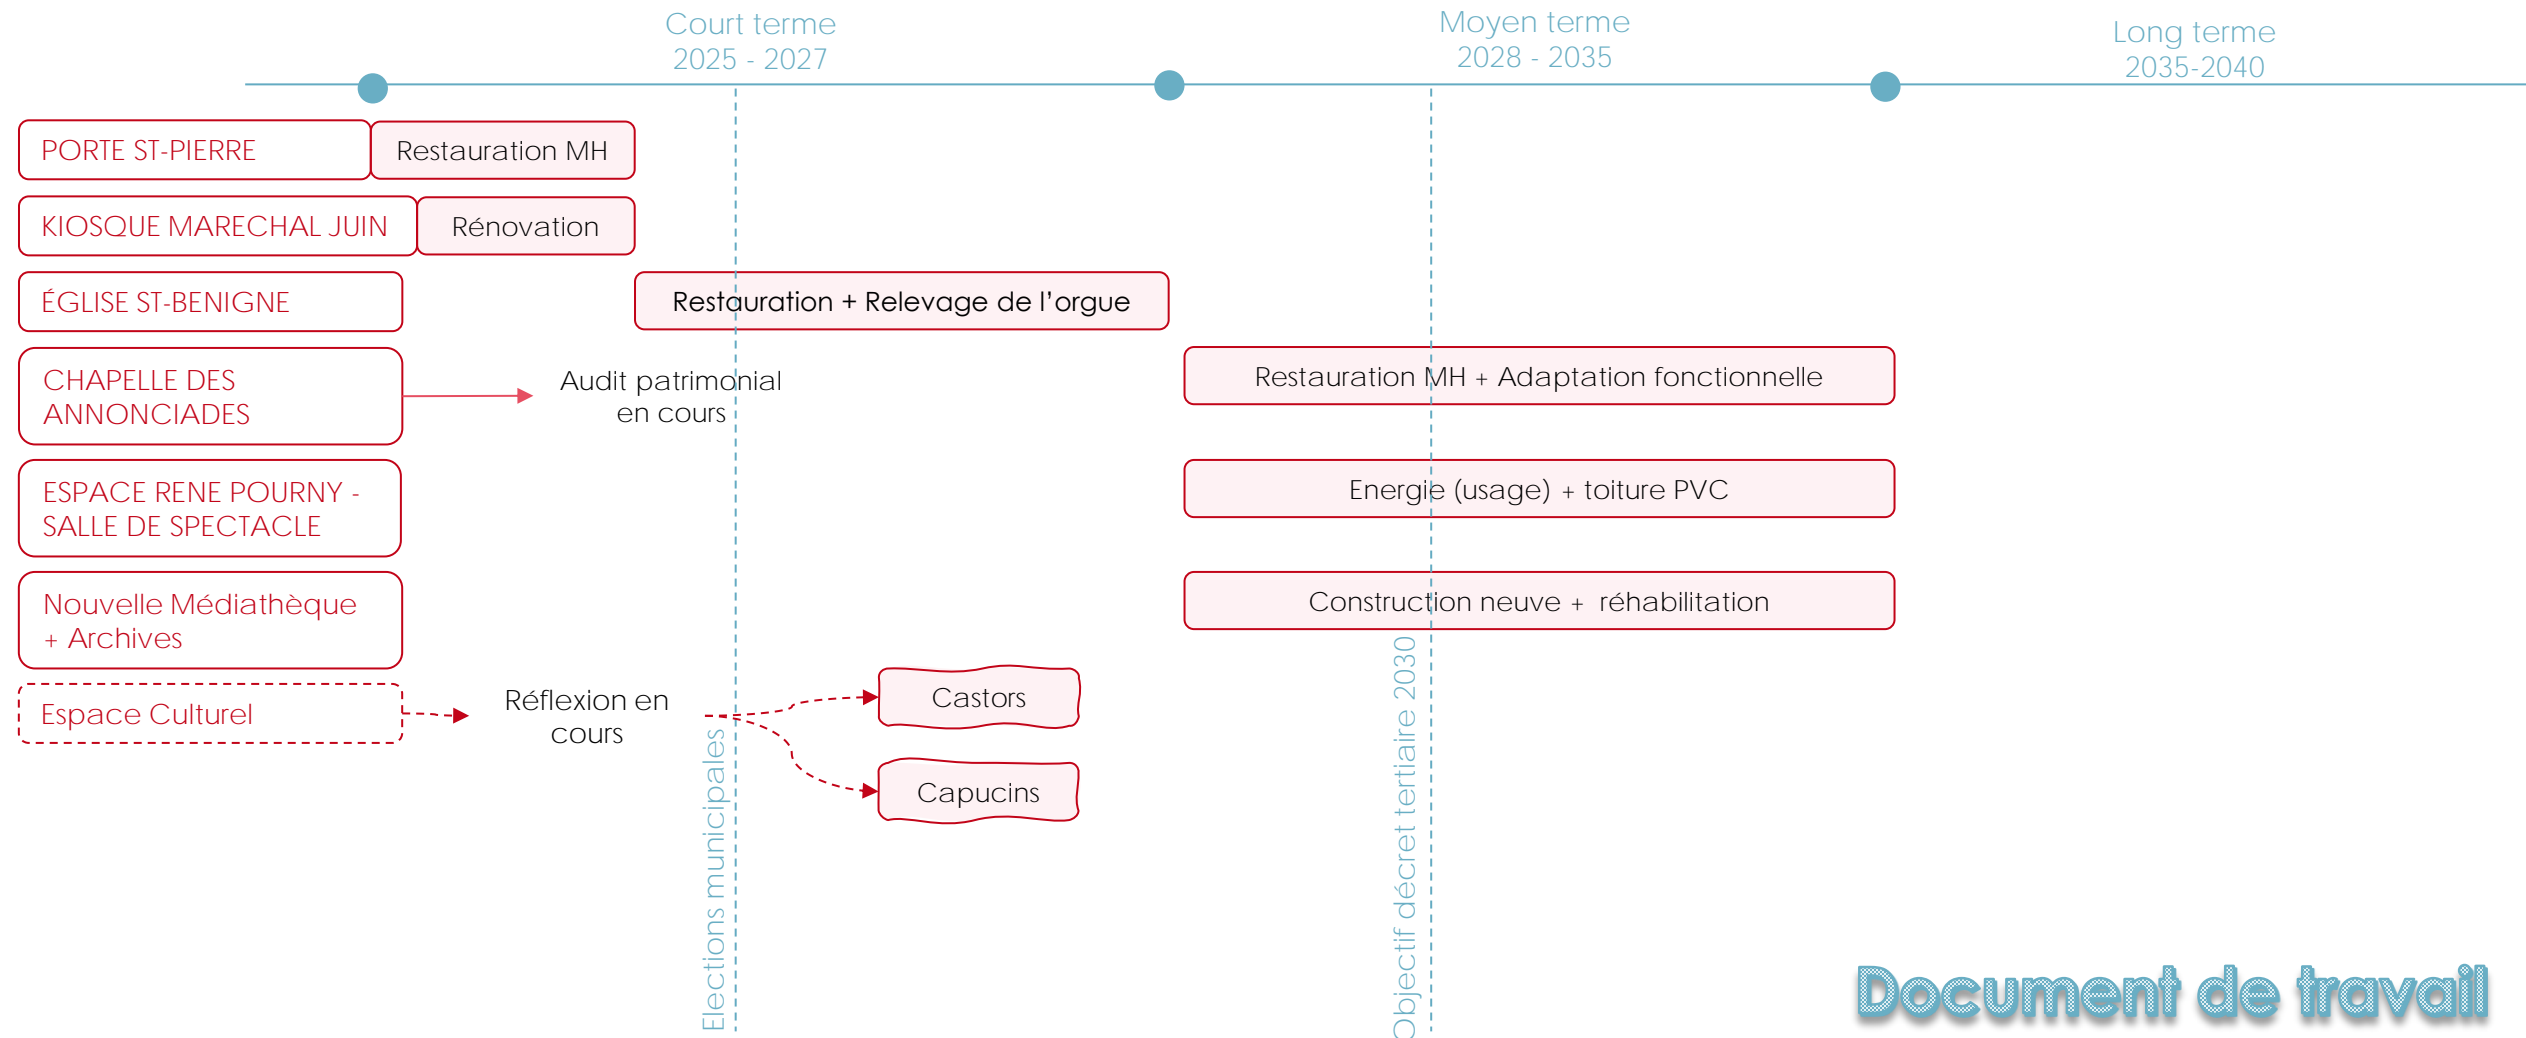 Court terme
2025 - 2027
Moyen terme
2028 - 2035
Long terme
2035-2040
PORTE ST-PIERRE
Restauration MH
KIOSQUE MARECHAL JUIN
Rénovation
ÉGLISE ST-BENIGNE
Restauration + Relevage de l’orgue
CHAPELLE DES
ANNONCIADES
Audit patrimonial
en cours
Restauration MH + Adaptation fonctionnelle
ESPACE RENE POURNY -
SALLE DE SPECTACLE
Energie (usage) + toiture PVC
Nouvelle Médiathèque
+ Archives
Construction neuve + réhabilitation
Espace Culturel
Réflexion en
cours
Castors
Capucins
Elections municipales
Objectif décret tertiaire 2030
Document de travail